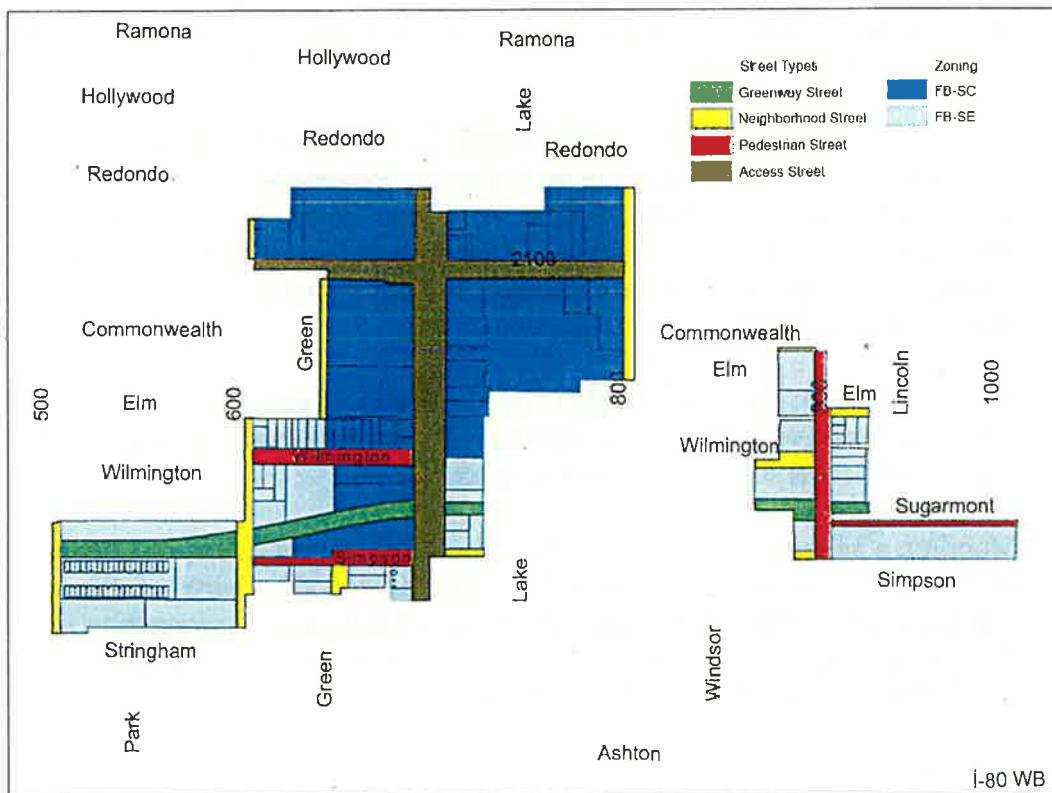 Ramona
Hollywood
Ramona
Hollywood
Lake
Redondo
Redondo
Redondo
Street Types
Greenway Street
Neighborhood Street
Pedestrian Street
Access Street
Zoning
FB-SC
FB-SE
2100
Commonwealth
Green
Commonwealth
Elm
Elm
Lincoln
500
Elm
600
800
1000
Wilmington
Wilmington
Wilmington
Sugarmont
Simpson
Simpson
Lake
Stringham
Green
Windsor
Park
Ashton
I-80 WB